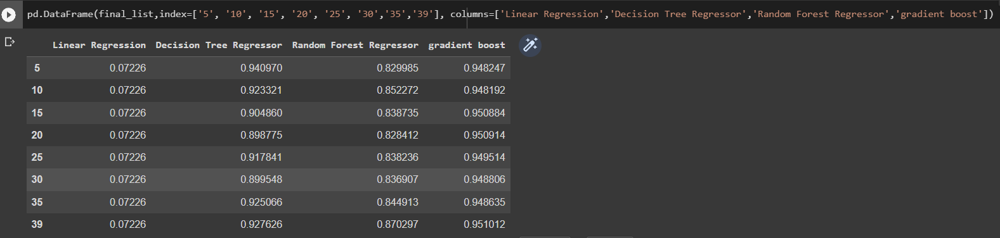 pd.DataFrame(final_list,index=['5', '10', '15', '20', '25', '30','35','39'], columns=['Linear Regression','Decision Tree Regressor','Random Forest Regressor','gradient boost'])
Linear Regression Decision Tree Regressor Random Forest Regressor gradient boost
5 0.07226 0.940970 0.829985 0.948247
10 0.07226 0.923321 0.852272 0.948192
15 0.07226 0.904860 0.838735 0.950884
20 0.07226 0.898775 0.828412 0.950914
25 0.07226 0.917841 0.838236 0.949514
30 0.07226 0.899548 0.836907 0.948806
35 0.07226 0.925066 0.844913 0.948635
39 0.07226 0.927626 0.870297 0.951012